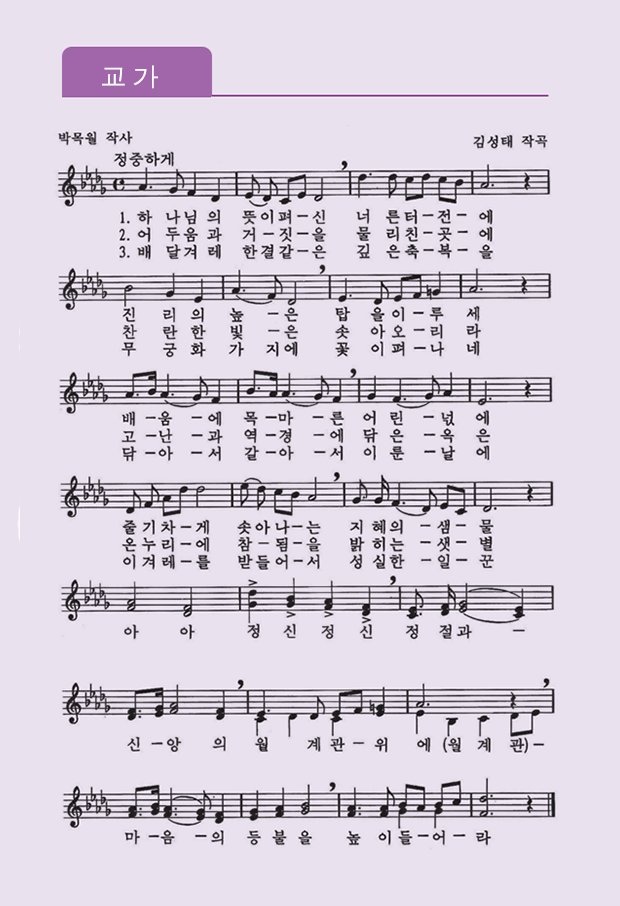 교가
박목월 작사
김성태 작곡
정중하게
1. 하 나님 의 뜻이펴-신 너 른터-전-에
2. 어 두움 과 거-짓-을 물 리친-곳-에
3. 배 달겨 레 한결같-은 깊 은축-복-을
진 리 의 높 - 은 탑 을이-루 세
찬 란 한 빛 - 은 솟 아오-리 라
무 궁 화 가 지에 꽃 이펴-나 네
배-움-에 목-마-른 어 린-넋 에
고-난-과 역-경-에 닦 은-옥 은
닦-아-서 갈-아-서 이 룬-날 에
줄기차-게 솟아나-는 지 혜의-샘-물
온누리-에 참-됨-을 밝 히는-샛-별
이겨레-를 받들어-서 성 실한-일-꾼
아 아 정 신 정 신 정 절 과 -
신-앙 의 월 계 관-위 에 (월 계 관)-
마-음-의 등 불 을 높 이들-어-라